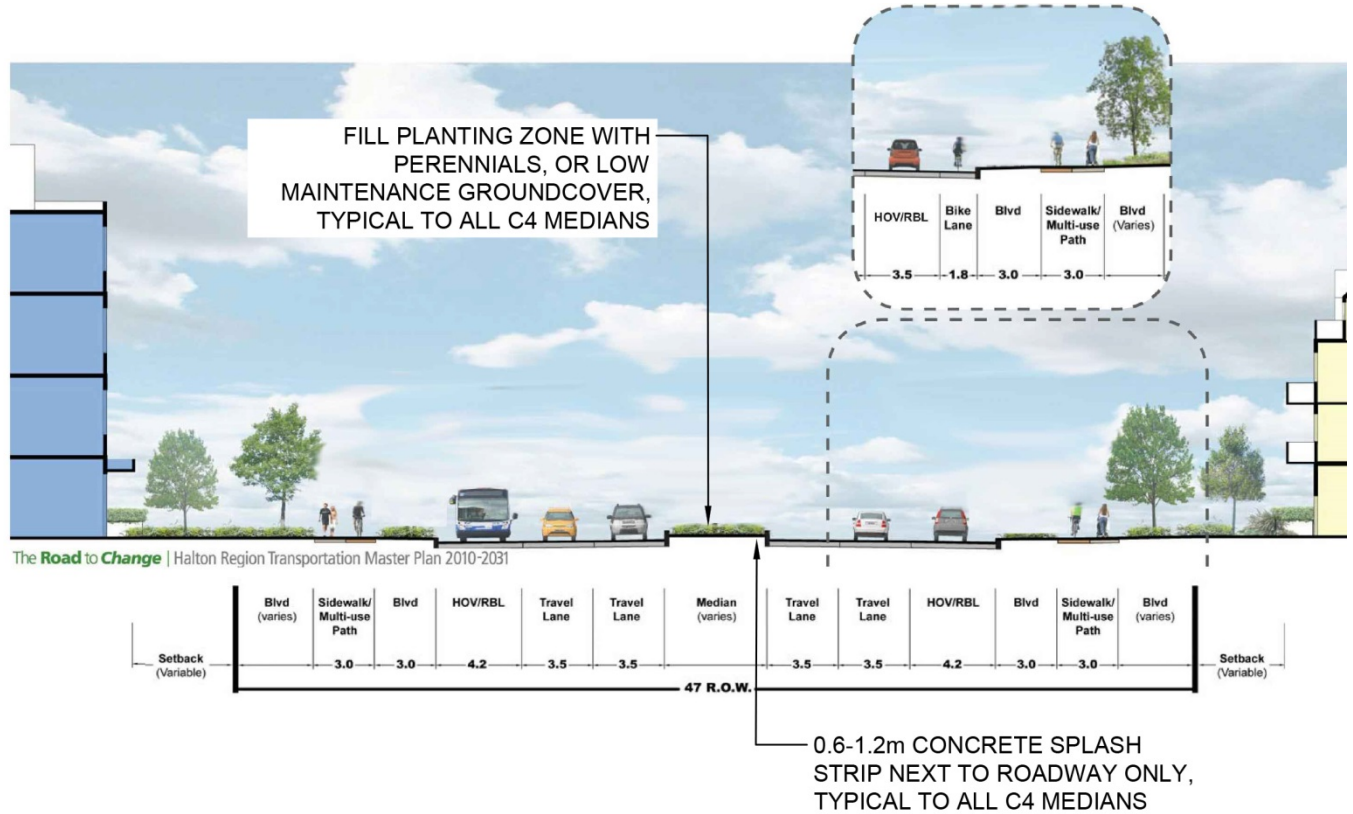 FILL PLANTING ZONE WITH
PERENNIALS, OR LOW
MAINTENANCE GROUNDCOVER,
TYPICAL TO ALL C4 MEDIANS
HOV/RBL
Bike
Lane
Blvd
Sidewalk/
Multi-use
Path
Blvd
(Varies)
3.5
1.8
3.0
3.0
The Road to Change | Halton Region Transportation Master Plan 2010-2031
Setback
(Variable)
Blvd
(varies)
Sidewalk/
Multi-use
Path
Blvd
HOV/RBL
Travel
Lane
Travel
Lane
Median
(varies)
Travel
Lane
Travel
Lane
HOV/RBL
Blvd
Sidewalk/
Multi-use
Path
Blvd
(varies)
Setback
(Variable)
3.0
3.0
4.2
3.5
3.5
3.5
3.5
4.2
3.0
3.0
47 R.O.W.
0.6-1.2m CONCRETE SPLASH
STRIP NEXT TO ROADWAY ONLY,
TYPICAL TO ALL C4 MEDIANS